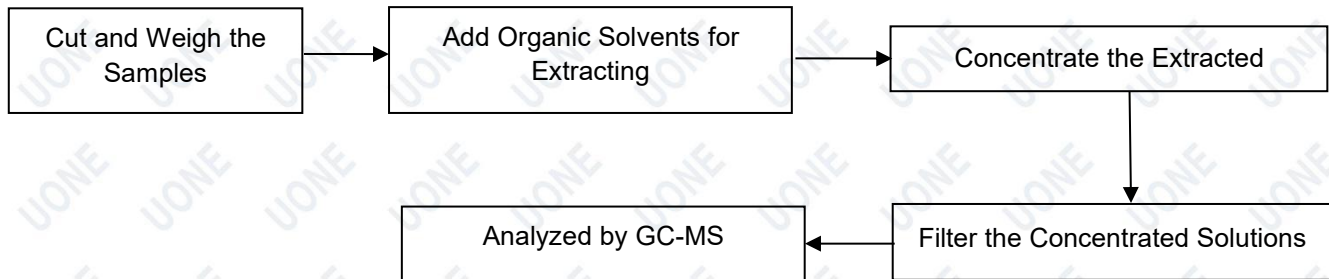 Cut and Weigh the
Samples
Add Organic Solvents for
Extracting
Concentrate the Extracted
Filter the Concentrated Solutions
Analyzed by GC-MS
UONE